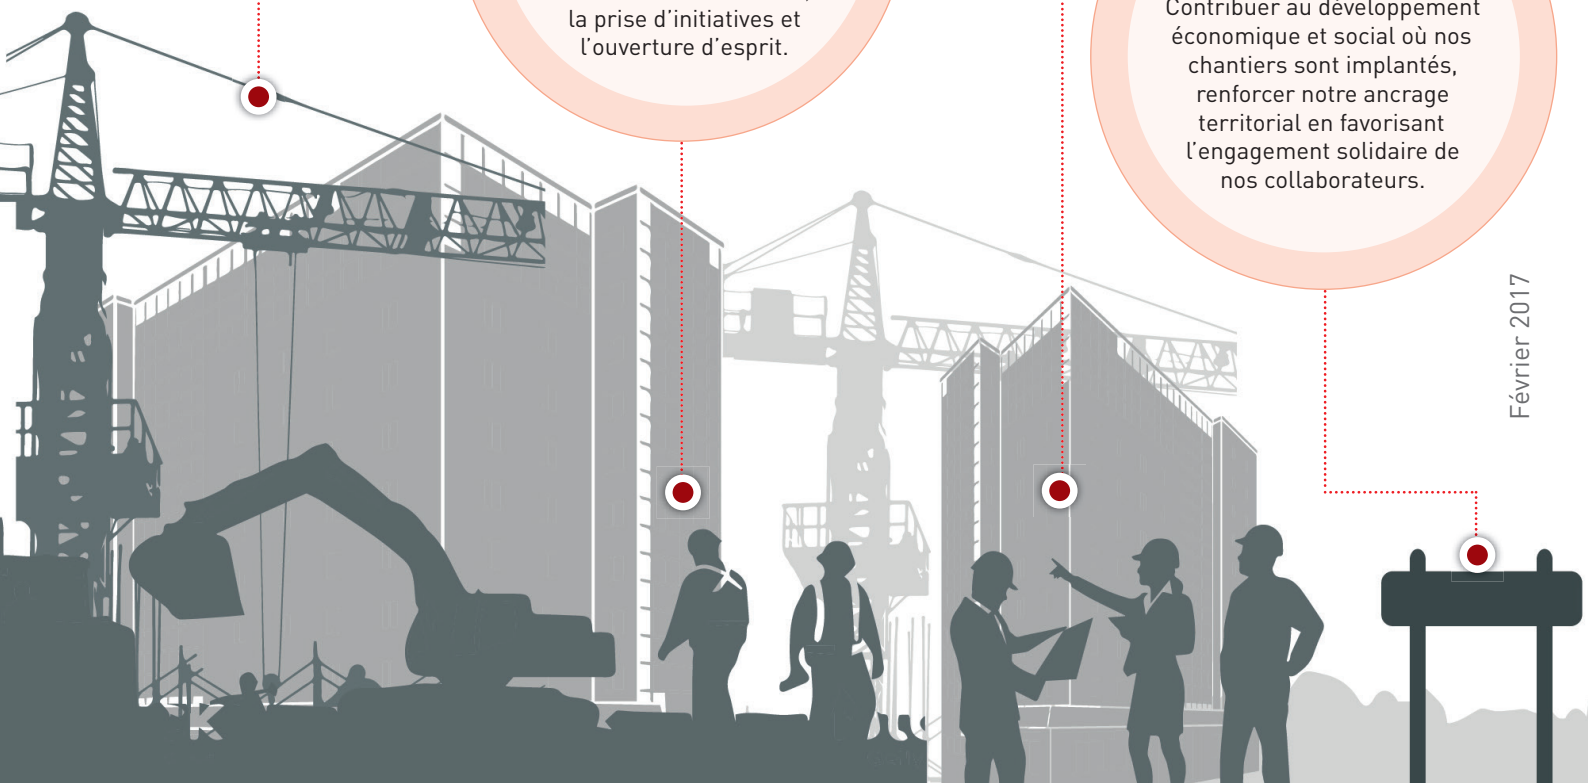 la prise d’initiatives et
l’ouverture d’esprit.
Contribuer au développement
économique et social où nos
chantiers sont implantés,
renforcer notre ancrage
territorial en favorisant
l’engagement solidaire de
nos collaborateurs.
Février 2017